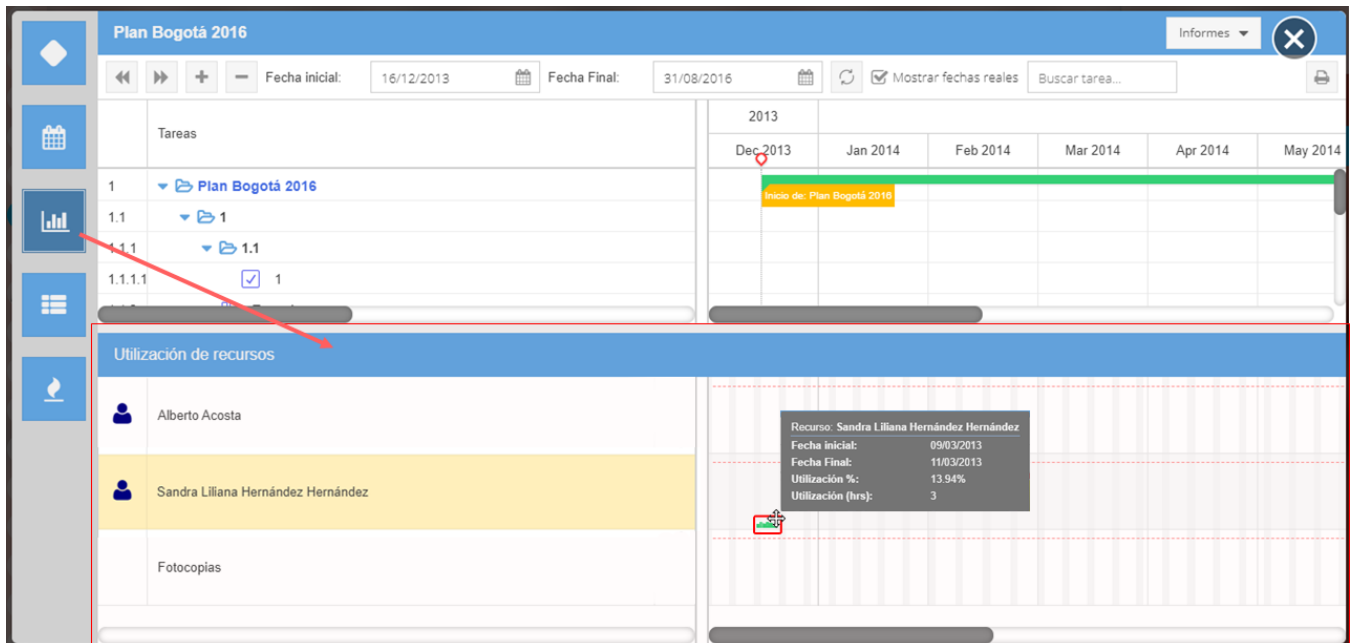 Plan Bogotá 2016
Informes
Fecha inicial:
16/12/2013
Fecha Final:
31/08/2016
Mostrar fechas reales
Buscar tarea...
Tareas
2013
Dec 2013
Jan 2014
Feb 2014
Mar 2014
Apr 2014
May 2014
1
Plan Bogotá 2016
Inicio de: Plan Bogotá 2016
1.1
1
1.1.1
1.1
1.1.1.1
1
Utilización de recursos
Alberto Acosta
Recurso: Sandra Liliana Hernández Hernández
Fecha inicial: 09/03/2013
Fecha Final: 11/03/2013
Utilización %: 13.94%
Utilización (hrs): 3
Sandra Liliana Hernández Hernández
Fotocopias